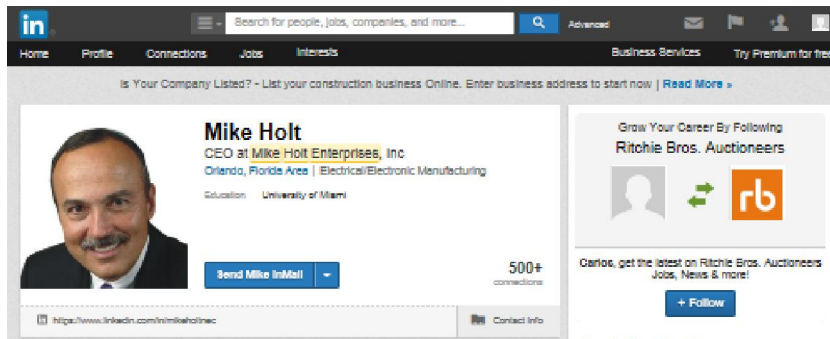 in
Search for people, jobs, companies, and more...
Advanced
Home Profile Connections Jobs Interests Business Services Try Premium for free
Is Your Company Listed? - List your construction business Online. Enter business address to start now | Read More »
Mike Holt
CEO at Mike Holt Enterprises, Inc
Orlando, Florida Area | Electrical/Electronic Manufacturing
Education University of Miami
Send Mike InMail
500+
connections
https://www.linkedin.com/in/mikeholtnec
Contact Info
Grow Your Career By Following
Ritchie Bros. Auctioneers
rb
Carlos, get the latest on Ritchie Bros. Auctioneers
Jobs, News & more!
+ Follow